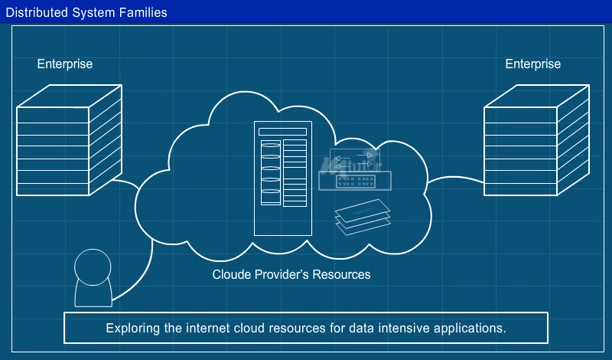 Distributed System Families
Enterprise
Enterprise
Cloude Provider's Resources
Exploring the internet cloud resources for data intensive applications.